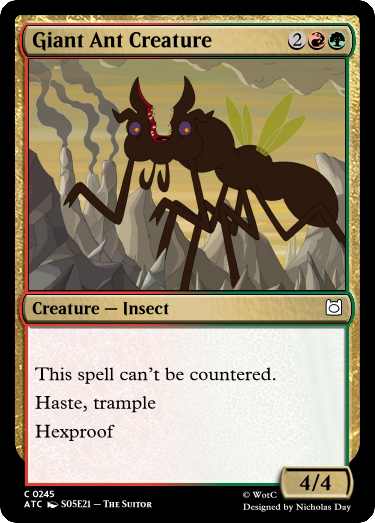 Giant Ant Creature 2
Creature — Insect
This spell can't be countered.
Haste, trample
Hexproof
4/4
C 0245
ATC S05E21 – The Suitor
© WotC
Designed by Nicholas Day